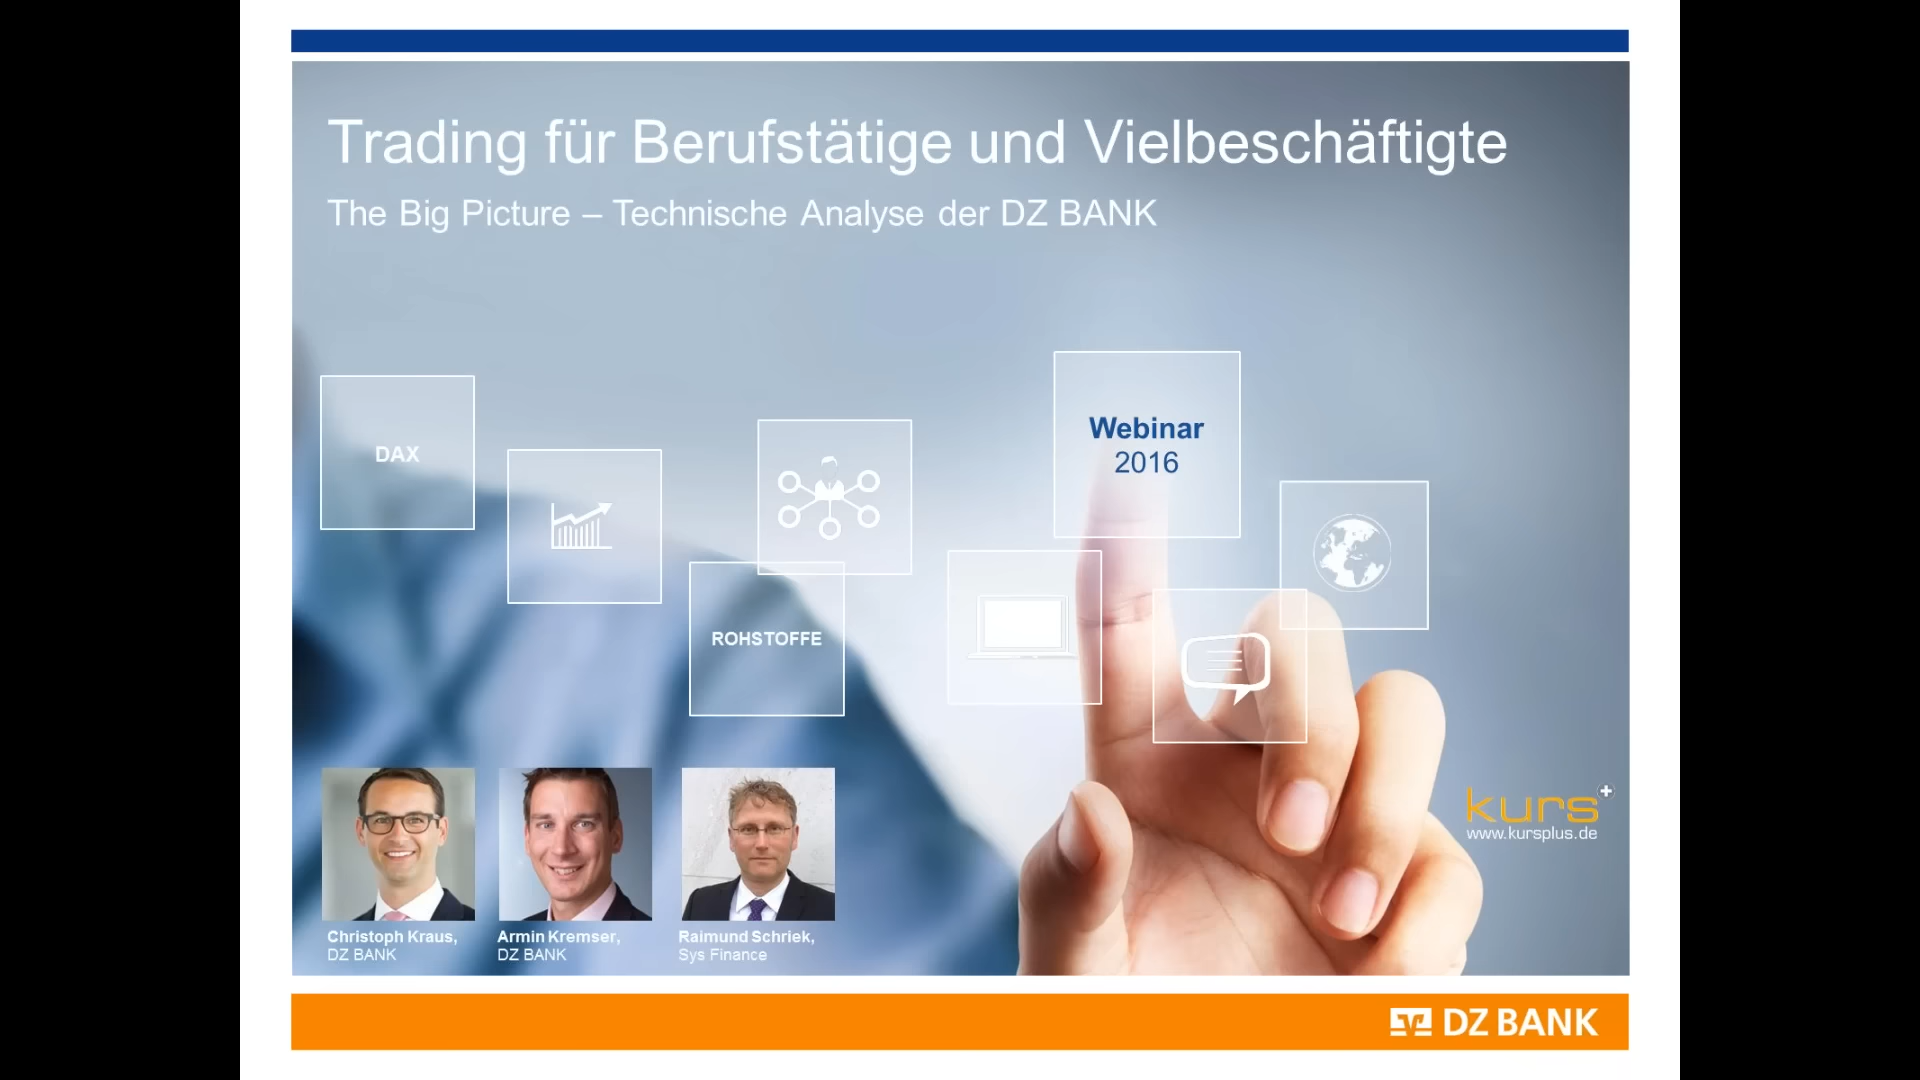 Trading für Berufstätige und Vielbeschäftigte
The Big Picture – Technische Analyse der DZ BANK
DAX
Webinar
2016
ROHSTOFFE
kurs+
www.kursplus.de
Christoph Kraus,
DZ BANK
Armin Kremser,
DZ BANK
Raimund Schriek,
Sys Finance
DZ BANK